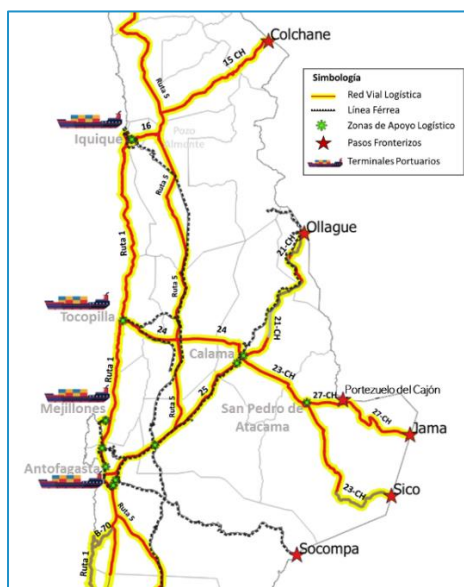 Colchane
15 CH
Ruta 5
Simbología
Red Vial Logística
Línea Férrea
Zonas de Apoyo Logístico
Pasos Fronterizos
Terminales Portuarios
Iquique
16
Pozo
Almonte
Ruta 5
Ollague
21-CH
Ruta 1
Ruta 5
21-CH
Tocopilla
24
24
Calama
23-CH
Ruta 1
25
27-CH
Portezuelo del Cajón
Mejillones
San Pedro de
Atacama
Ruta 5
27-CH
Jama
Antofagasta
23-CH
Sico
B-70
Ruta 5
Socompa
Ruta 1